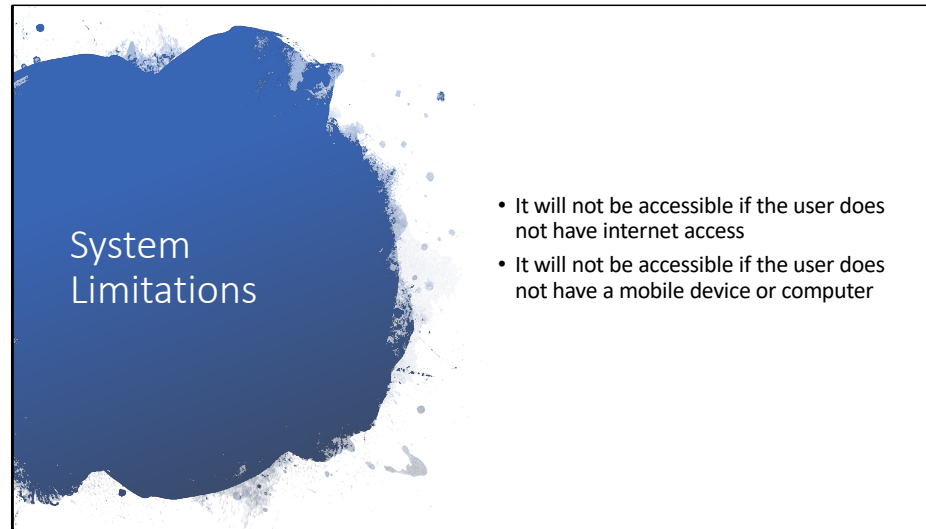 System
Limitations
• It will not be accessible if the user does
not have internet access
• It will not be accessible if the user does
not have a mobile device or computer